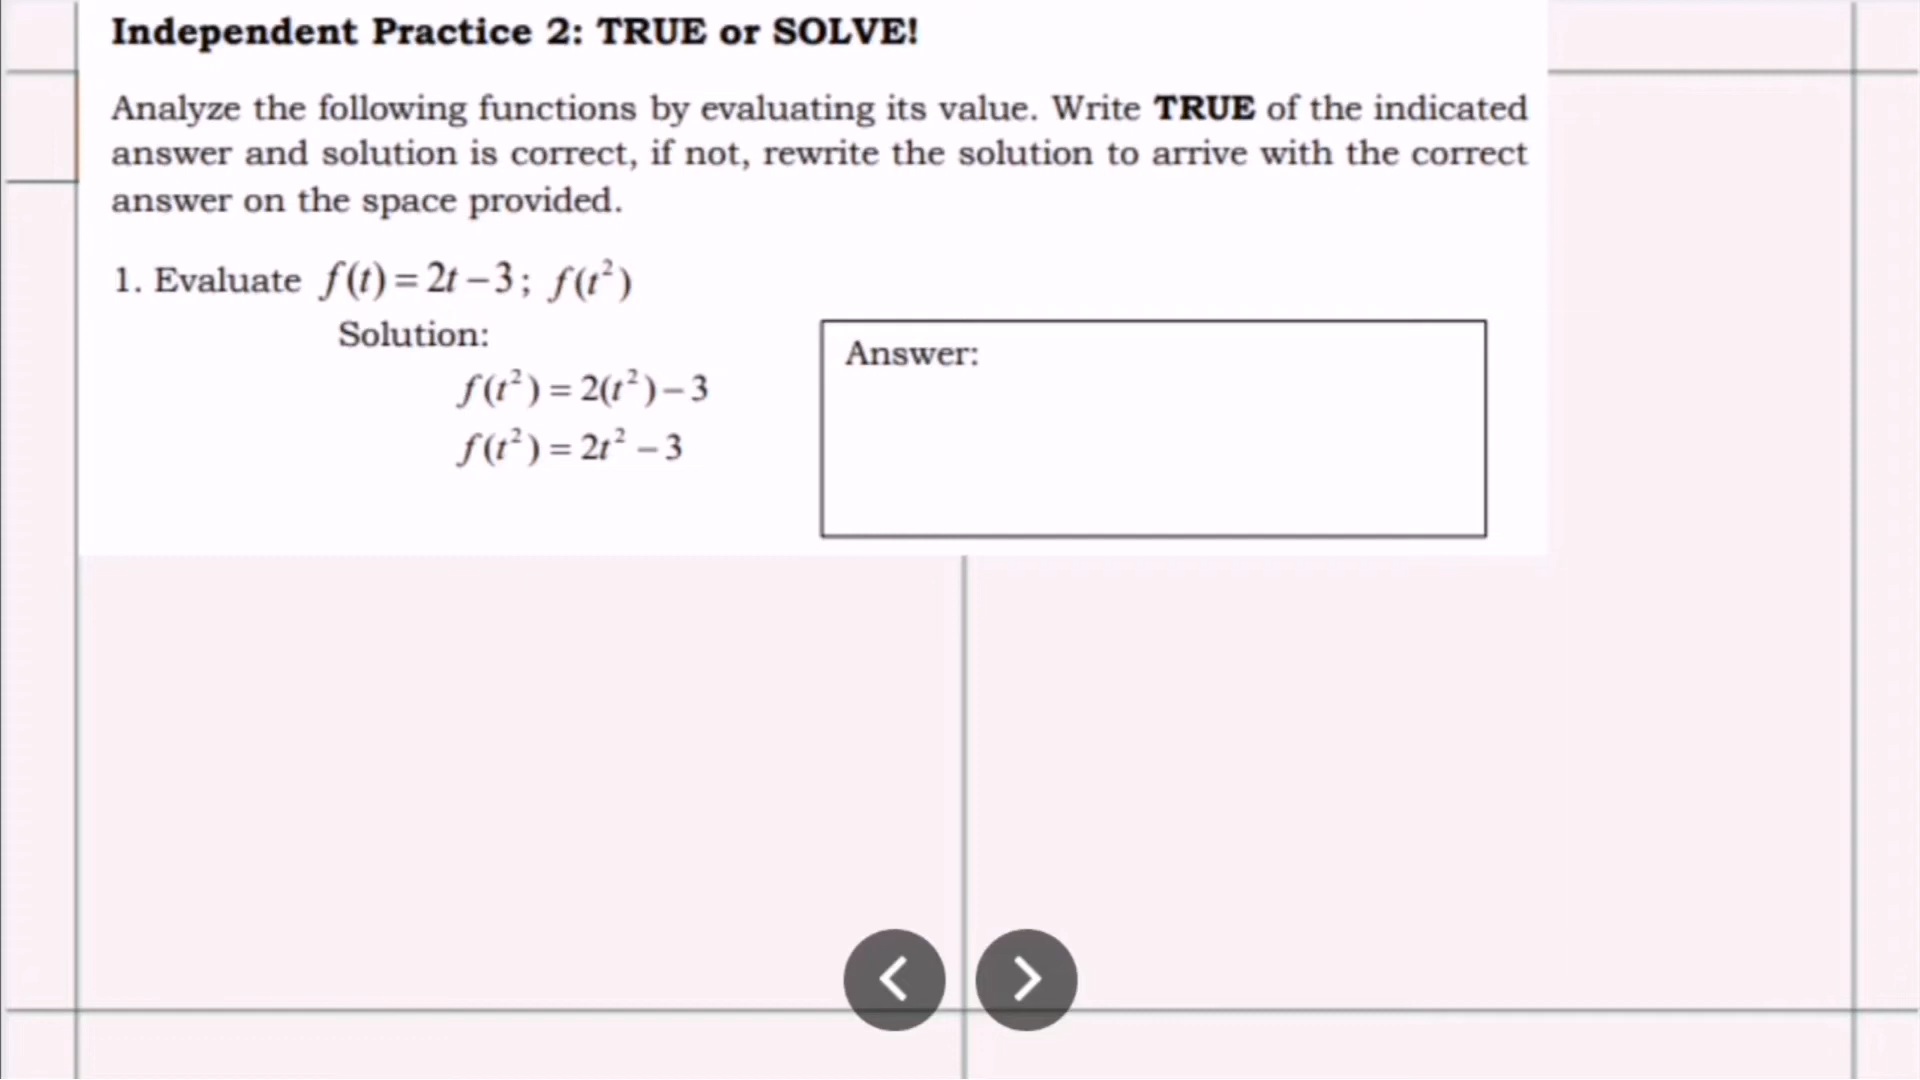 Independent Practice 2: TRUE or SOLVE!
Analyze the following functions by evaluating its value. Write TRUE of the indicated
answer and solution is correct, if not, rewrite the solution to arrive with the correct
answer on the space provided.
1. Evaluate f(t) = 2t − 3; f(t²)
Solution:
f(t²) = 2(t²) − 3
f(t²) = 2t² − 3
Answer: